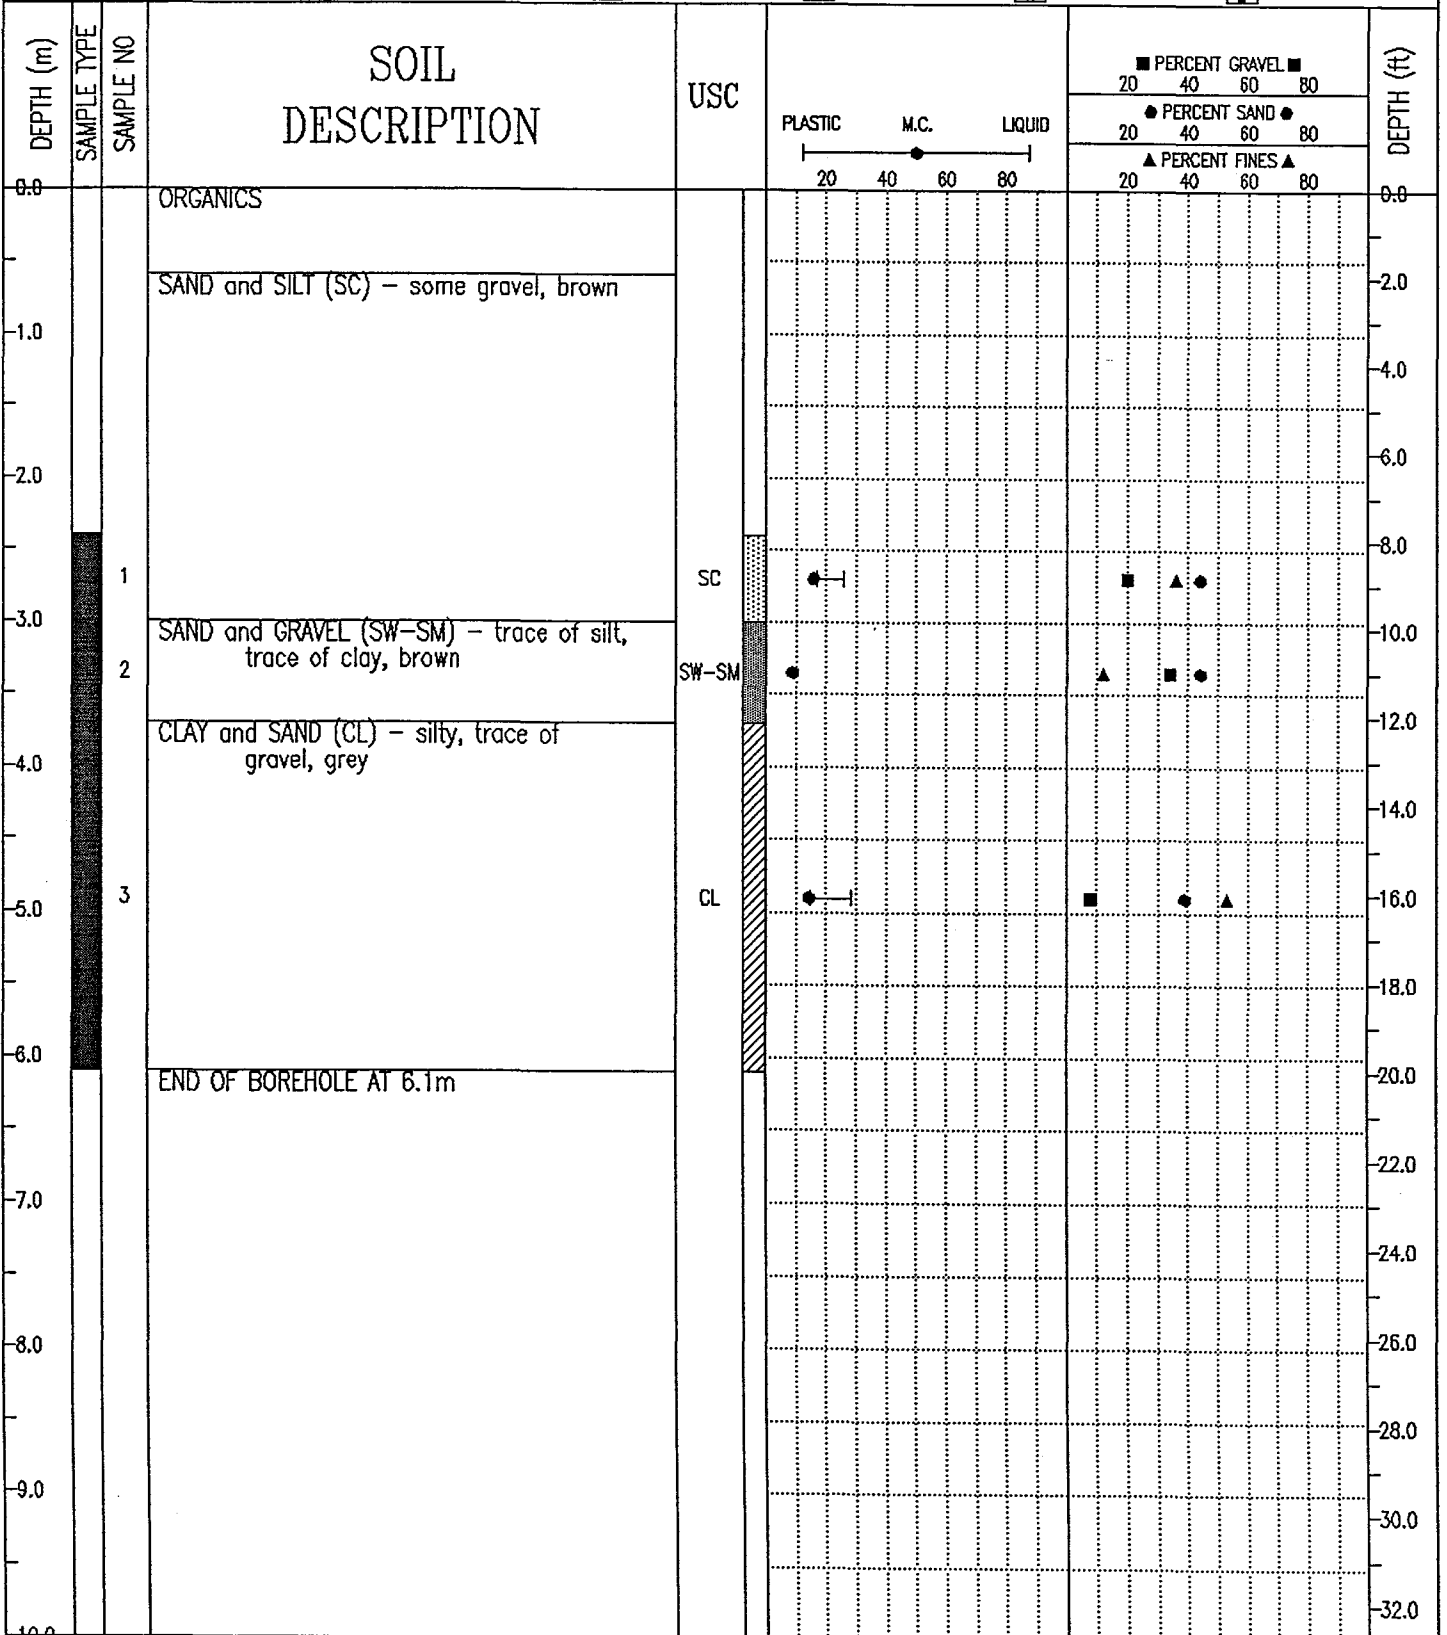 DEPTH (m)
SAMPLE TYPE
SAMPLE NO
SOIL
DESCRIPTION
USC
PLASTIC M.C. LIQUID
20 40 60 80
■ PERCENT GRAVEL ■
20 40 60 80
● PERCENT SAND ●
20 40 60 80
▲ PERCENT FINES ▲
20 40 60 80
DEPTH (ft)
0.0
ORGANICS
0.0
SAND and SILT (SC) – some gravel, brown
2.0
1.0
4.0
6.0
2.0
8.0
1
SC
3.0
SAND and GRAVEL (SW–SM) – trace of silt,
trace of clay, brown
10.0
2
SW–SM
12.0
CLAY and SAND (CL) – silty, trace of
gravel, grey
4.0
14.0
3
CL
16.0
5.0
18.0
6.0
END OF BOREHOLE AT 6.1m
20.0
22.0
7.0
24.0
8.0
26.0
28.0
9.0
30.0
32.0
10.0